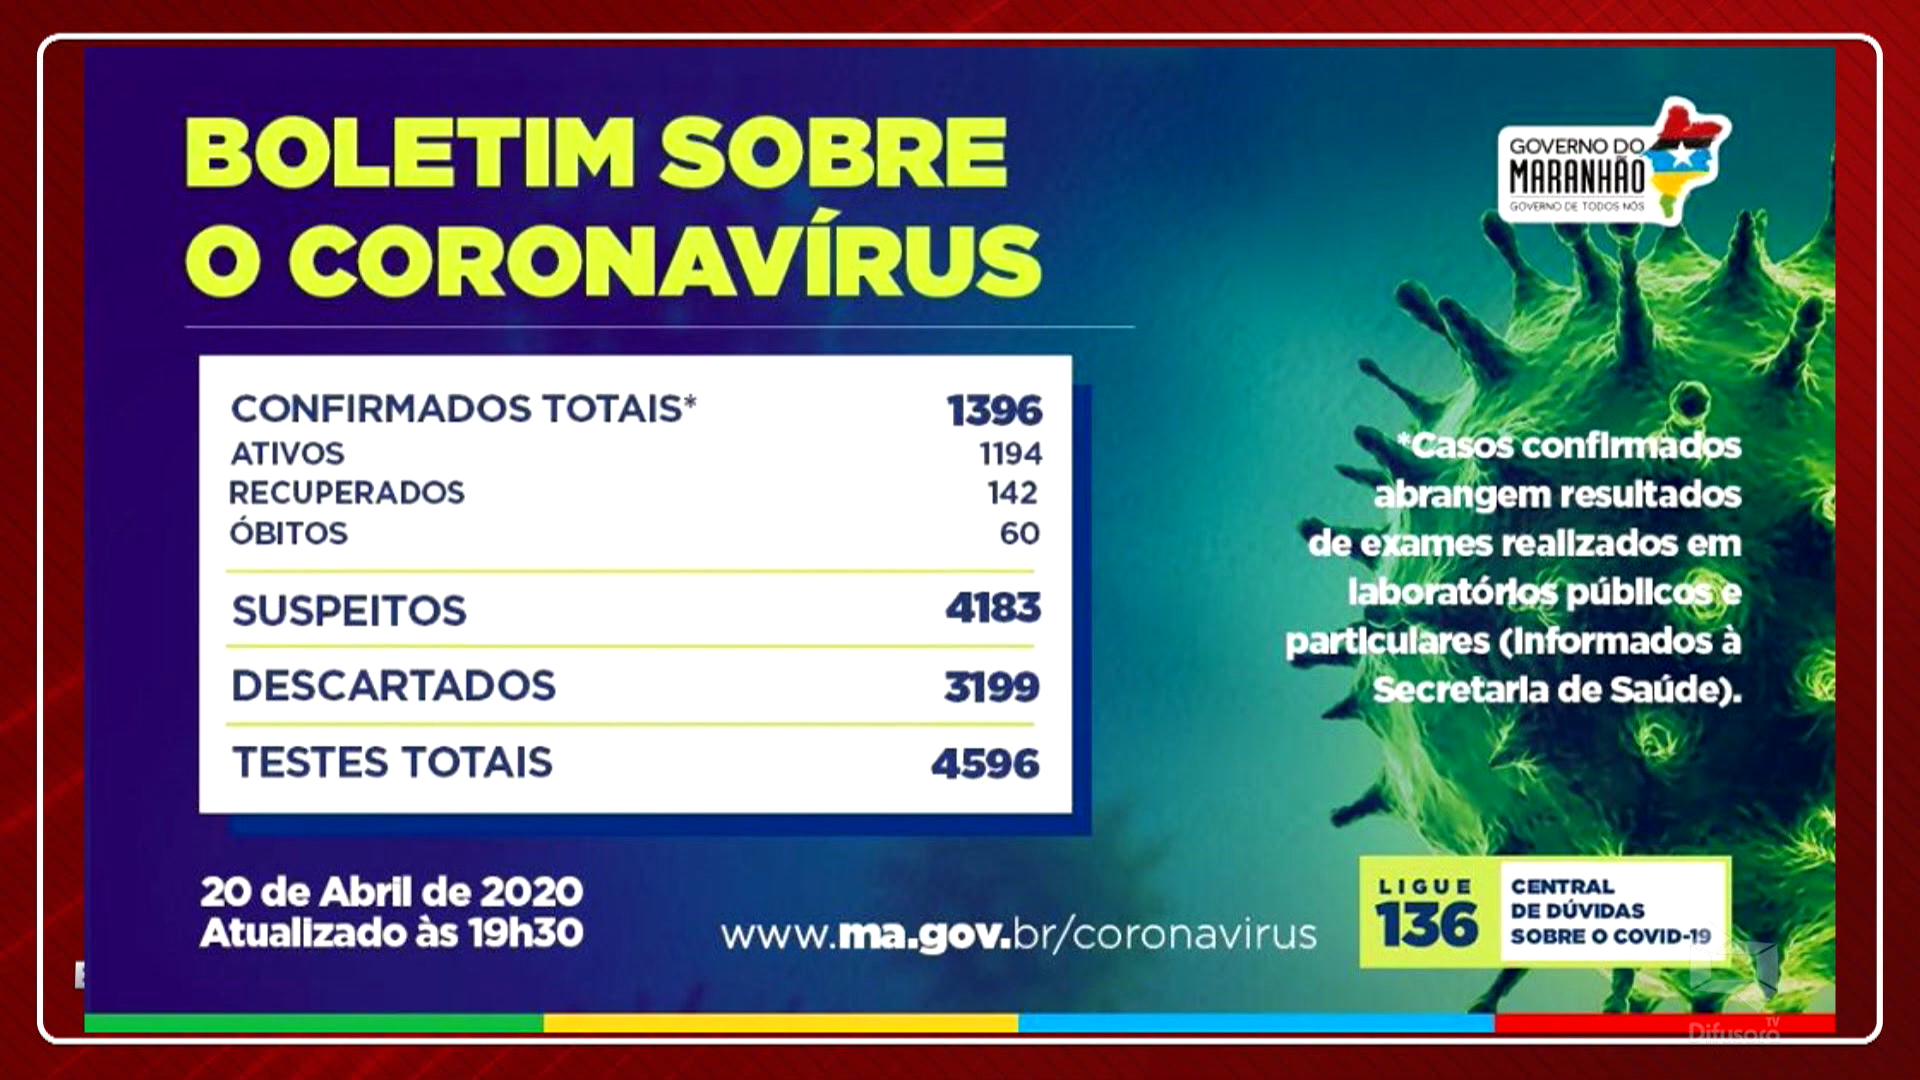 BOLETIM SOBRE
O CORONAVÍRUS
GOVERNO DO
MARANHÃO
GOVERNO DE TODOS NÓS
CONFIRMADOS TOTAIS* 1396
ATIVOS 1194
RECUPERADOS 142
ÓBITOS 60
SUSPEITOS 4183
DESCARTADOS 3199
TESTES TOTAIS 4596
*Casos confirmados
abrangem resultados
de exames realizados em
laboratórios públicos e
particulares (informados à
Secretaria de Saúde).
20 de Abril de 2020
Atualizado às 19h30
www.ma.gov.br/coronavirus
LIGUE
136
CENTRAL
DE DÚVIDAS
SOBRE O COVID-19
TV
Difusora